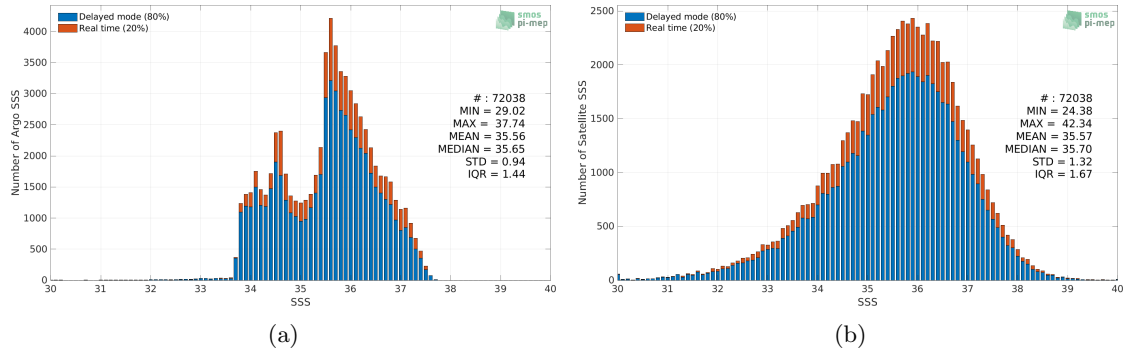 Delayed mode (80%)
Real time (20%)
smos
pi-mep
Number of Argo SSS
4000
3500
3000
2500
2000
1500
1000
500
0
# : 72038
MIN = 29.02
MAX = 37.74
MEAN = 35.56
MEDIAN = 35.65
STD = 0.94
IQR = 1.44
30 31 32 33 34 35 36 37 38 39 40
SSS
(a)
Delayed mode (80%)
Real time (20%)
smos
pi-mep
Number of Satellite SSS
2500
2000
1500
1000
500
0
# : 72038
MIN = 24.38
MAX = 42.34
MEAN = 35.57
MEDIAN = 35.70
STD = 1.32
IQR = 1.67
30 31 32 33 34 35 36 37 38 39 40
SSS
(b)